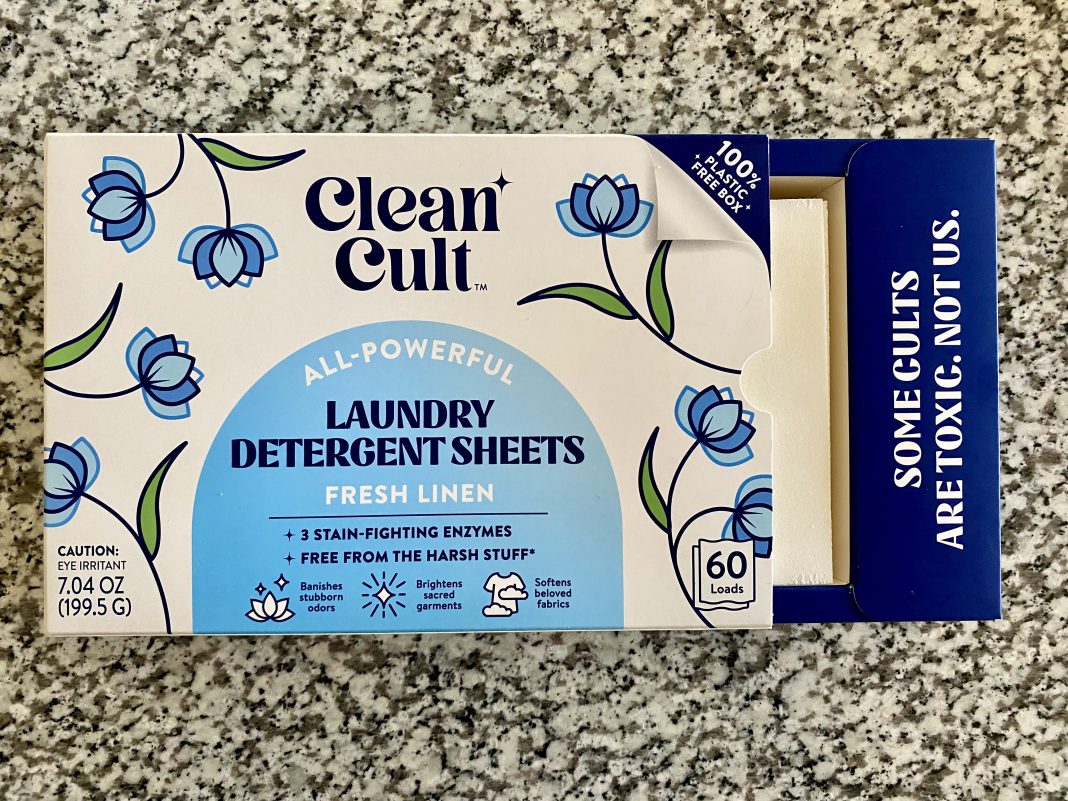 Clean
Cult™
100%
PLASTIC
FREE BOX
ALL-POWERFUL
LAUNDRY
DETERGENT SHEETS
FRESH LINEN
3 STAIN-FIGHTING ENZYMES
FREE FROM THE HARSH STUFF*
Banishes
stubborn
odors
Brightens
sacred
garments
Softens
beloved
fabrics
CAUTION:
EYE IRRITANT
7.04 OZ
(199.5 G)
60
Loads
SOME CULTS
ARE TOXIC. NOT US.